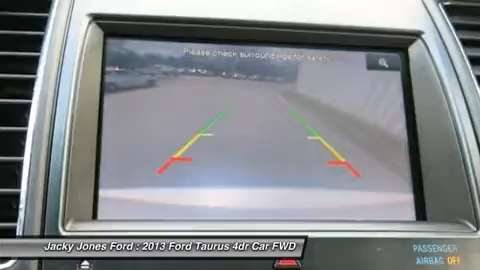 Please check surroundings for safety
Jacky Jones Ford : 2013 Ford Taurus 4dr Car FWD
PASSENGER
AIRBAG OFF